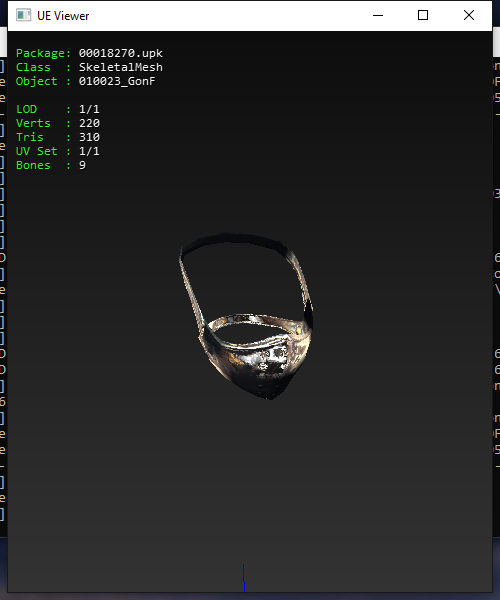 UE Viewer
Package: 00018270.upk
Class  : SkeletalMesh
Object : 010023_GonF
LOD    : 1/1
Verts  : 220
Tris   : 310
UV Set : 1/1
Bones  : 9